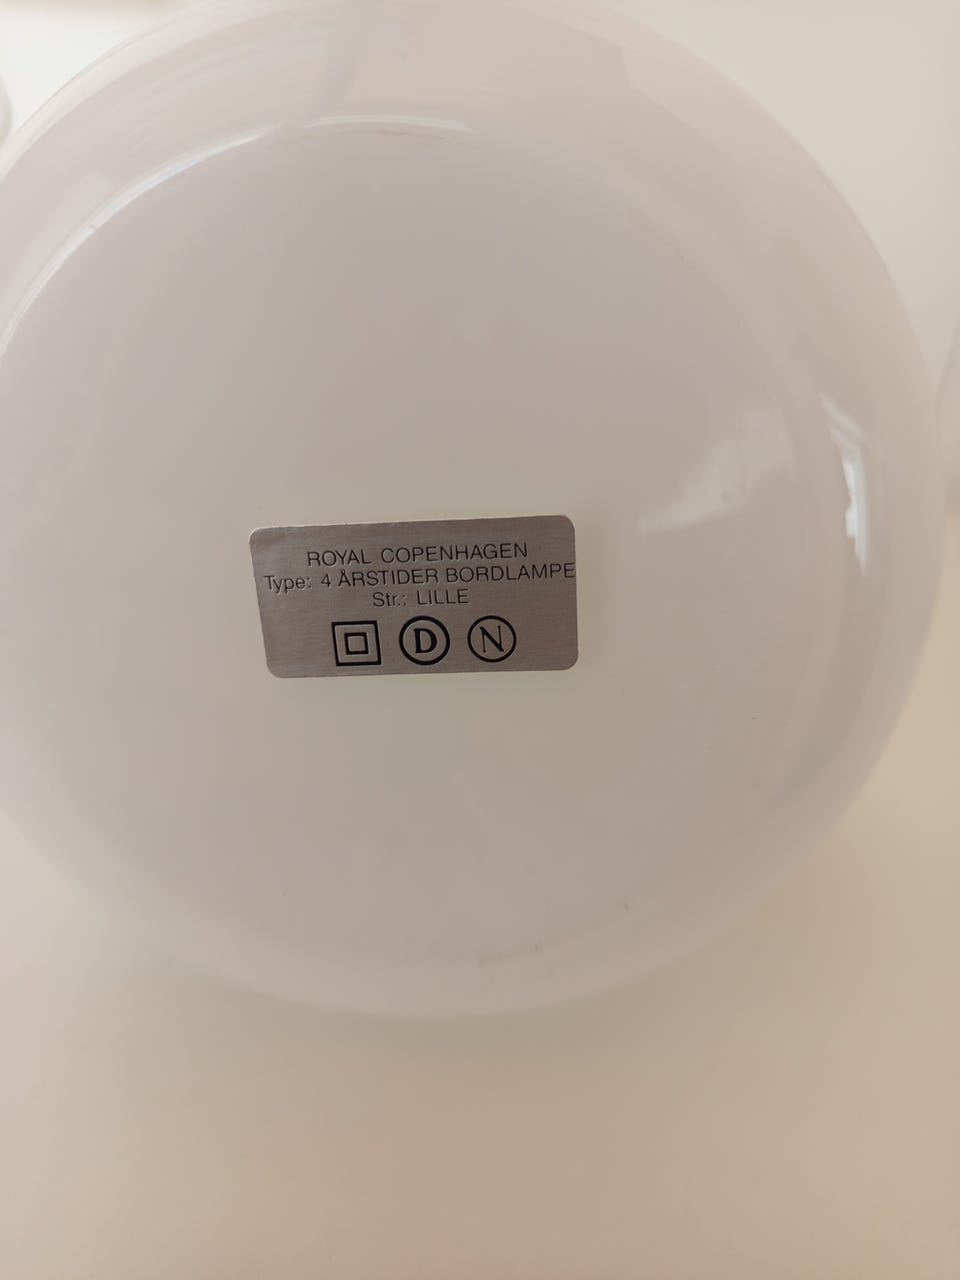 ROYAL COPENHAGEN
Type: 4 ÅRSTIDER BORDLAMPE
Str.: LILLE
D N